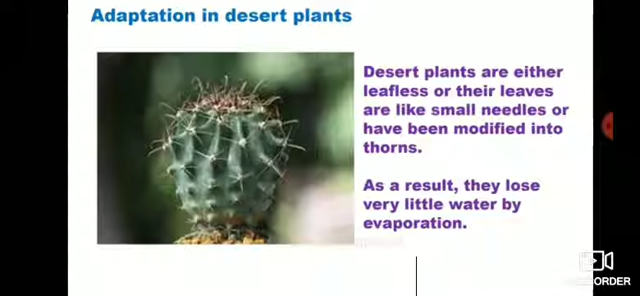 Adaptation in desert plants
Desert plants are either
leafless or their leaves
are like small needles or
have been modified into
thorns.
As a result, they lose
very little water by
evaporation.
ORDER